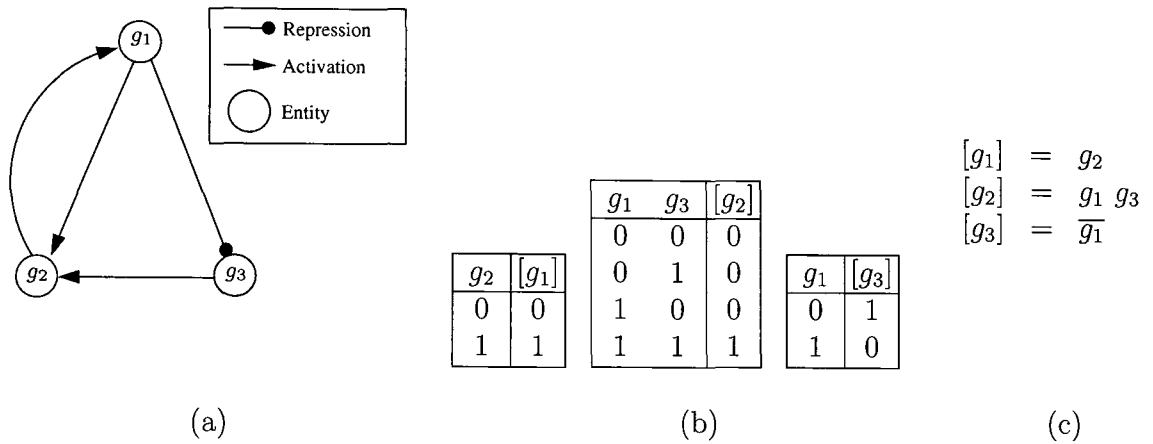 g₁
Repression
Activation
Entity
g₂
g₃
g₂ [g₁]
0 0
1 1
g₁ g₃ [g₂]
0 0 0
0 1 0
1 0 0
1 1 1
g₁ [g₃]
0 1
1 0
[g₁] = g₂
[g₂] = g₁ g₃
[g₃] = g̅₁̅
(a)
(b)
(c)